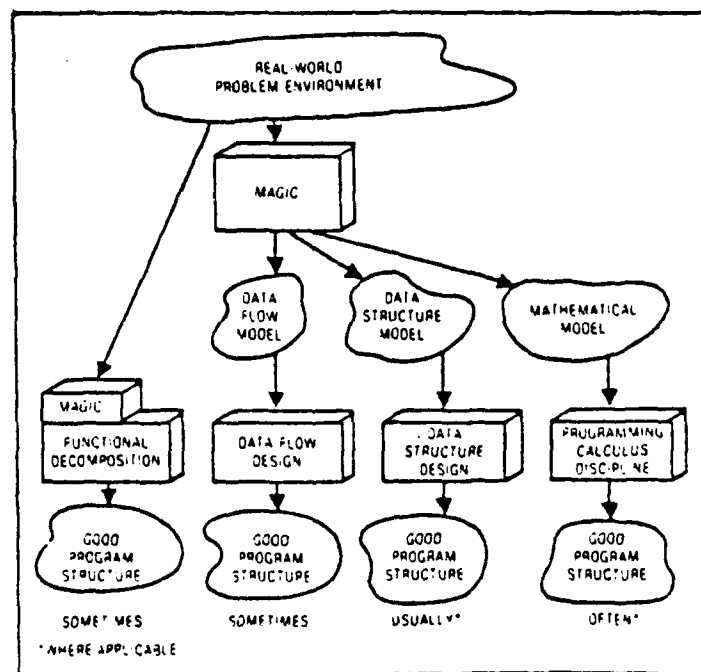 REAL-WORLD
PROBLEM ENVIRONMENT
MAGIC
DATA
FLOW
MODEL
DATA
STRUCTURE
MODEL
MATHEMATICAL
MODEL
MAGIC
FUNCTIONAL
DECOMPOSITION
DATA FLOW
DESIGN
DATA
STRUCTURE
DESIGN
PROGRAMMING
CALCULUS
DISCIPLINE
GOOD
PROGRAM
STRUCTURE
GOOD
PROGRAM
STRUCTURE
GOOD
PROGRAM
STRUCTURE
GOOD
PROGRAM
STRUCTURE
SOMETIMES
SOMETIMES
USUALLY*
OFTEN*
*WHERE APPLICABLE